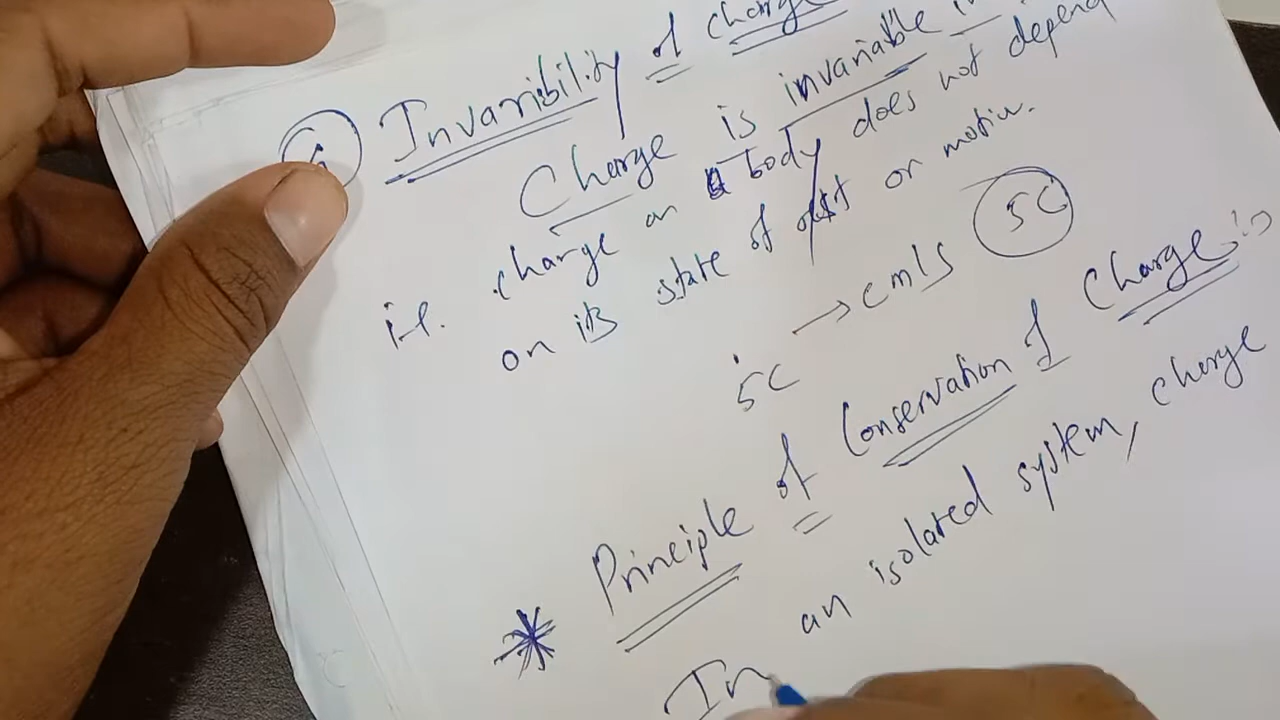 Invaribility of charge
Charge is invariable
i.e. charge on a body does not depend
on its state of rest or motion.
5C → c m/s 5C
* Principle of Conservation of Charge is
In an isolated system, charge